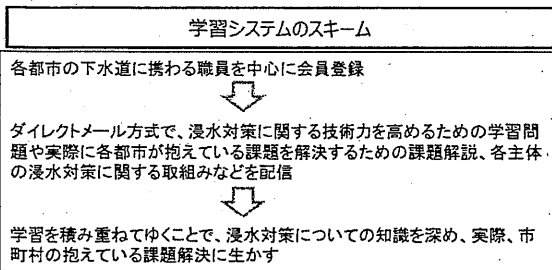 学習システムのスキーム
各都市の下水道に携わる職員を中心に会員登録
ダイレクトメール方式で、浸水対策に関する技術力を高めるための学習問
題や実際に各都市が抱えている課題を解決するための課題解説、各主体
の浸水対策に関する取組みなどを配信
学習を積み重ねてゆくことで、浸水対策についての知識を深め、実際、市
町村の抱えている課題解決に生かす